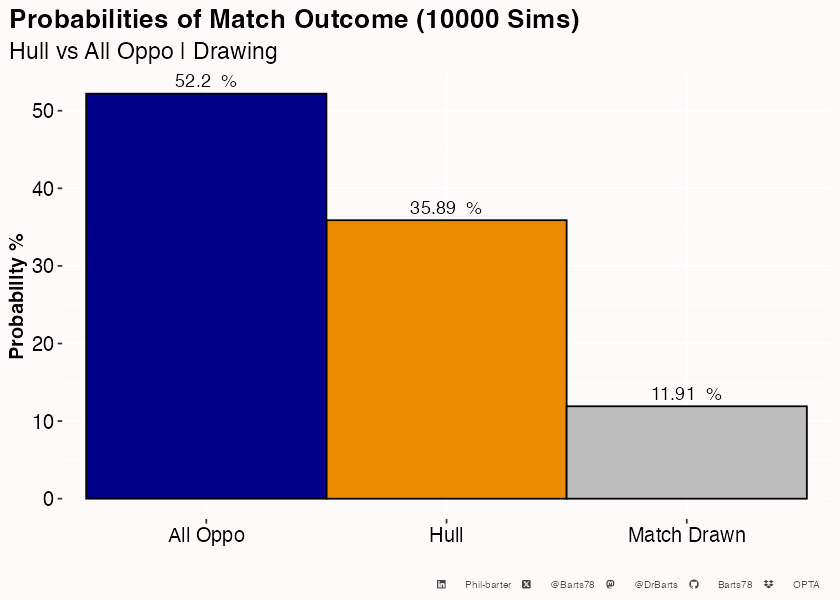 Probabilities of Match Outcome (10000 Sims)
Hull vs All Oppo | Drawing
52.2 %
50
40
35.89 %
30
Probability %
20
11.91 %
10
0
All Oppo Hull Match Drawn
Phil-barter @Barts78 @DrBarts Barts78 OPTA